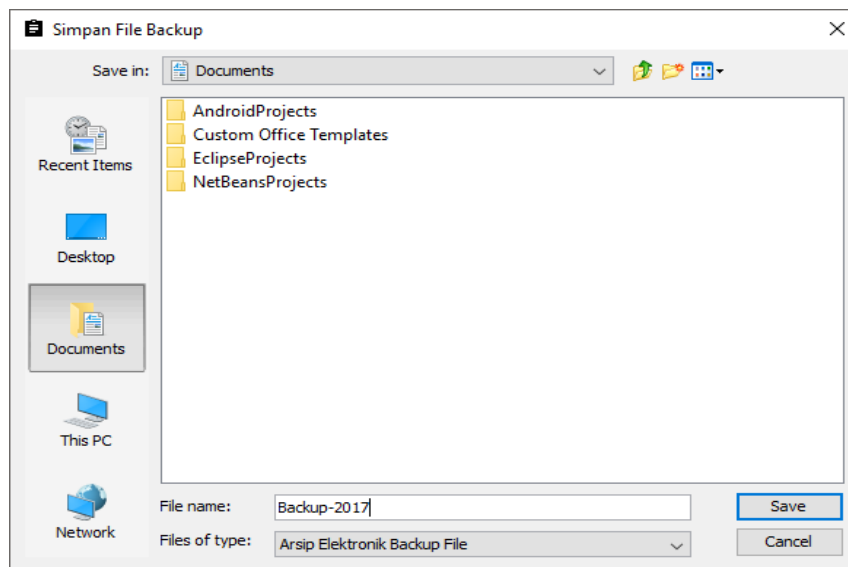 Simpan File Backup
Save in: Documents
AndroidProjects
Custom Office Templates
EclipseProjects
NetBeansProjects
Recent Items
Desktop
Documents
This PC
Network
File name: Backup-2017 Save
Files of type: Arsip Elektronik Backup File Cancel